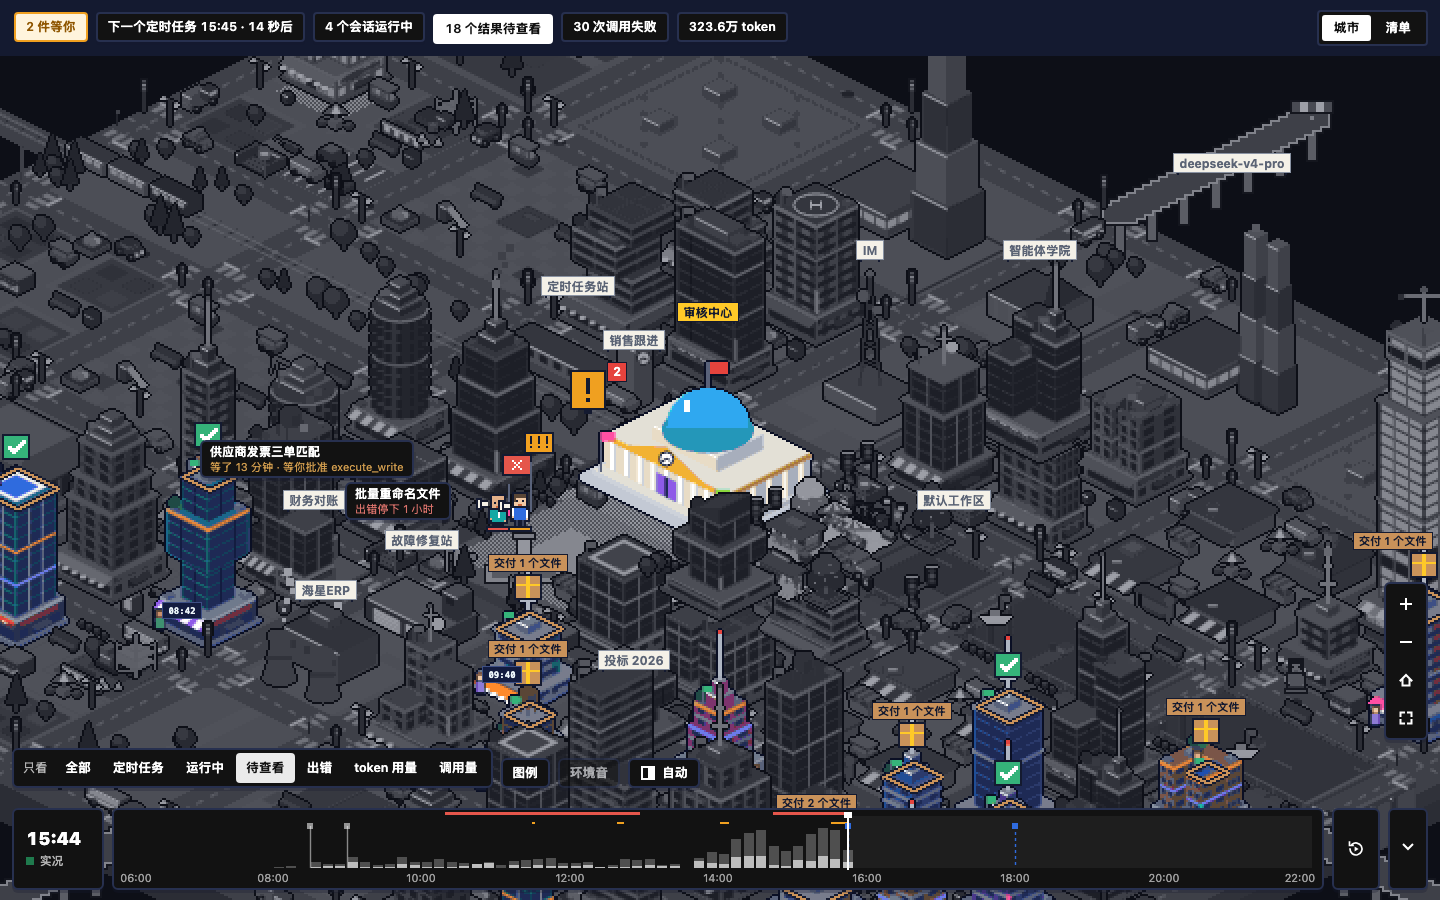 2 件等你
下一个定时任务 15:45 · 14 秒后
4 个会话运行中
18 个结果待查看
30 次调用失败
323.6万 token
城市
清单
deepseek-v4-pro
IM
智能体学院
定时任务站
审核中心
销售跟进
2
!
!!!
供应商发票三单匹配
等了 13 分钟 · 等你批准 execute_write
财务对账
批量重命名文件
出错停下 1 小时
默认工作区
故障修复站
交付 1 个文件
交付 1 个文件
海星ERP
08:42
交付 1 个文件
09:40
投标 2026
交付 1 个文件
交付 1 个文件
只看
全部
定时任务
运行中
待查看
出错
token 用量
调用量
图例
环境音
自动
交付 2 个文件
15:44
实况
06:00
08:00
10:00
12:00
14:00
16:00
18:00
20:00
22:00